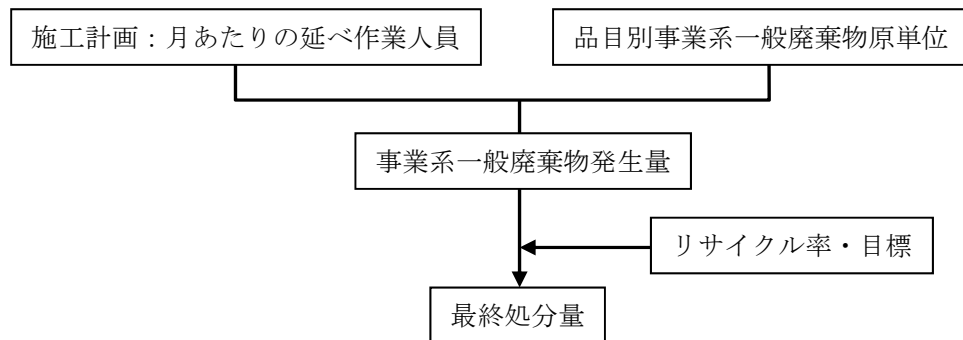 施工計画：月あたりの延べ作業人員
品目別事業系一般廃棄物原単位
事業系一般廃棄物発生量
リサイクル率・目標
最終処分量